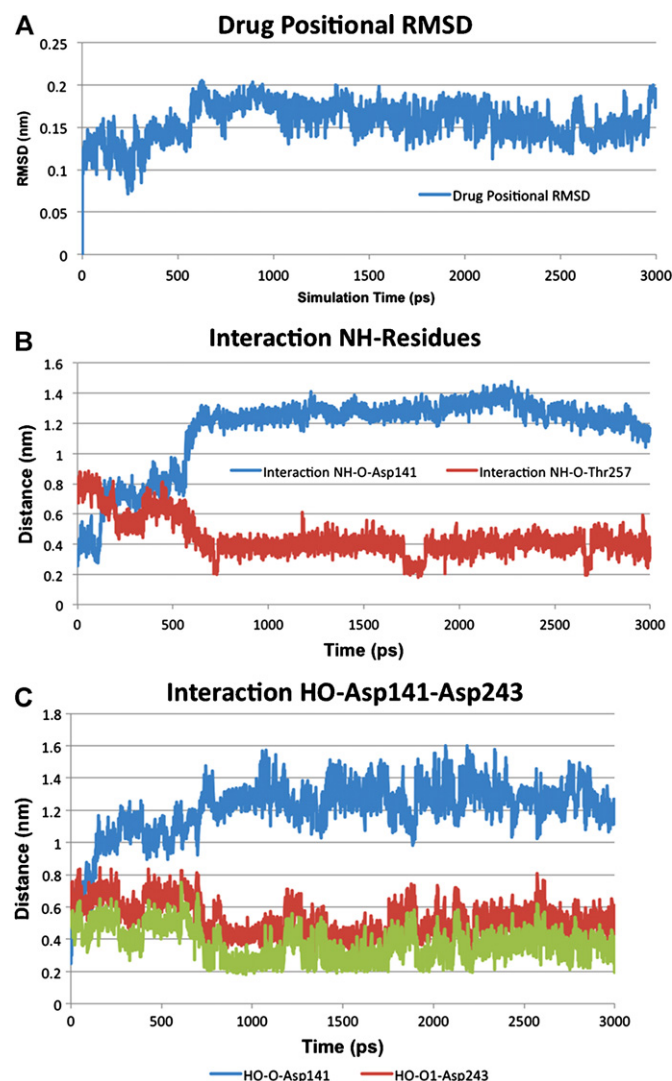 A
Drug Positional RMSD
RMSD (nm)
0.25
0.2
0.15
0.1
0.05
0
Drug Positional RMSD
0 500 1000 1500 2000 2500 3000
Simulation Time (ps)
B
Interaction NH-Residues
Distance (nm)
1.6
1.4
1.2
1
0.8
0.6
0.4
0.2
0
Interaction NH-O-Asp141 Interaction NH-O-Thr257
0 500 1000 1500 2000 2500 3000
Time (ps)
C
Interaction HO-Asp141-Asp243
Distance (nm)
1.8
1.6
1.4
1.2
1
0.8
0.6
0.4
0.2
0
0 500 1000 1500 2000 2500 3000
Time (ps)
HO-O-Asp141 HO-O1-Asp243